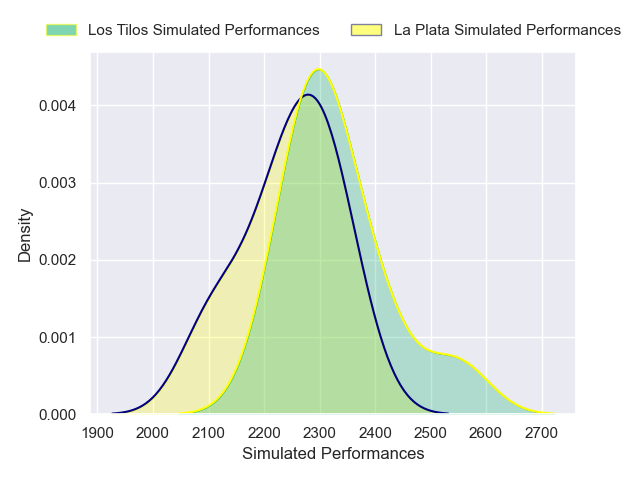 Los Tilos Simulated Performances
La Plata Simulated Performances
Density
0.004
0.003
0.002
0.001
0.000
1900 2000 2100 2200 2300 2400 2500 2600 2700
Simulated Performances